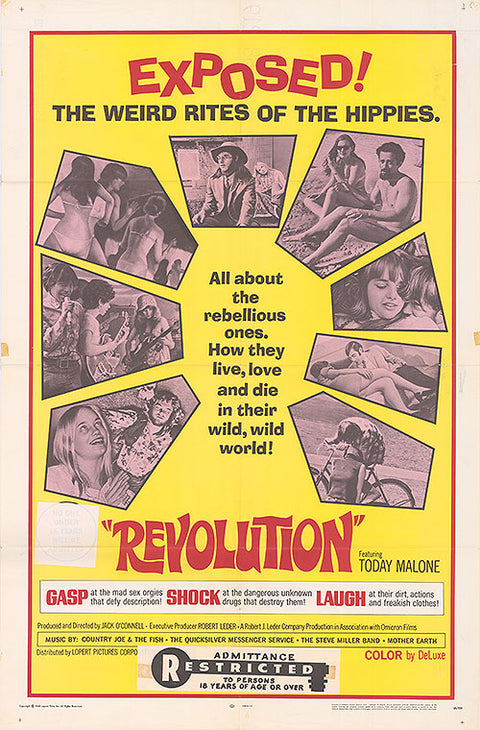 EXPOSED!
THE WEIRD RITES OF THE HIPPIES.
All about
the
rebellious
ones.
How they
live, love
and die
in their
wild, wild
world!
"REVOLUTION"
Featuring
TODAY MALONE
GASP at the mad sex orgies that defy description! SHOCK at the dangerous unknown drugs that destroy them! LAUGH at their dirt, actions and freakish clothes!
Produced and Directed by JACK O'CONNELL · Executive Producer ROBERT LEDER · A Robert J. Leder Company Production in Association with Omicron Films
MUSIC BY: COUNTRY JOE & THE FISH · THE QUICKSILVER MESSENGER SERVICE · THE STEVE MILLER BAND · MOTHER EARTH
Distributed by LOPERT PICTURES CORPO
COLOR by DeLuxe
ADMITTANCE
RESTRICTED
TO PERSONS
18 YEARS OF AGE OR OVER